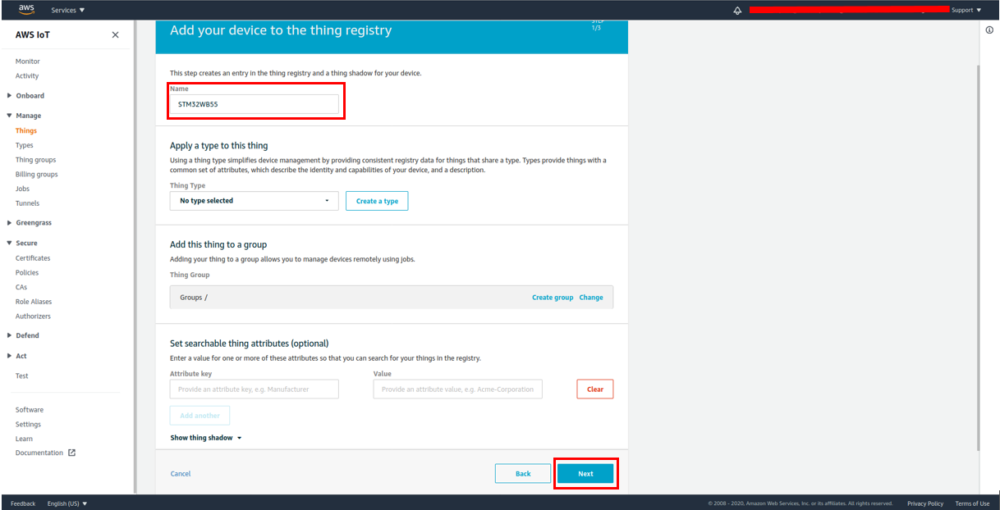 aws
Services
Support
AWS IoT
Add your device to the thing registry
STEP
1/3
Monitor
Activity
Onboard
Manage
Things
Types
Thing groups
Billing groups
Jobs
Tunnels
Greengrass
Secure
Certificates
Policies
CAs
Role Aliases
Authorizers
Defend
Act
Test
Software
Settings
Learn
Documentation
This step creates an entry in the thing registry and a thing shadow for your device.
Name
STM32WB55
Apply a type to this thing
Using a thing type simplifies device management by providing consistent registry data for things that share a type. Types provide things with a
common set of attributes, which describe the identity and capabilities of your device, and a description.
Thing Type
No type selected
Create a type
Add this thing to a group
Adding your thing to a group allows you to manage devices remotely using jobs.
Thing Group
Groups /
Create group Change
Set searchable thing attributes (optional)
Enter a value for one or more of these attributes so that you can search for your things in the registry.
Attribute key Value
Provide an attribute key, e.g. Manufacturer
Provide an attribute value, e.g. Acme-Corporation
Clear
Add another
Show thing shadow
Cancel
Back
Next
Feedback
English (US)
© 2008 - 2020, Amazon Web Services, Inc. or its affiliates. All rights reserved.
Privacy Policy
Terms of Use